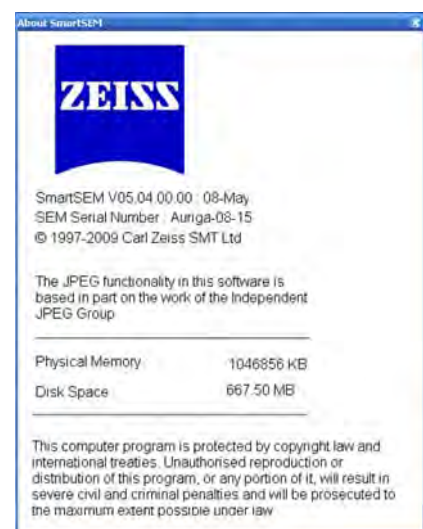 About SmartSEM
ZEISS
SmartSEM V05.04.00.00 : 08-May
SEM Serial Number : Auriga-08-15
© 1997-2009 Carl Zeiss SMT Ltd
The JPEG functionality in this software is
based in part on the work of the Independent
JPEG Group
Physical Memory 1046856 KB
Disk Space 667.50 MB
This computer program is protected by copyright law and
international treaties. Unauthorised reproduction or
distribution of this program, or any portion of it, will result in
severe civil and criminal penalties and will be prosecuted to
the maximum extent possible under law